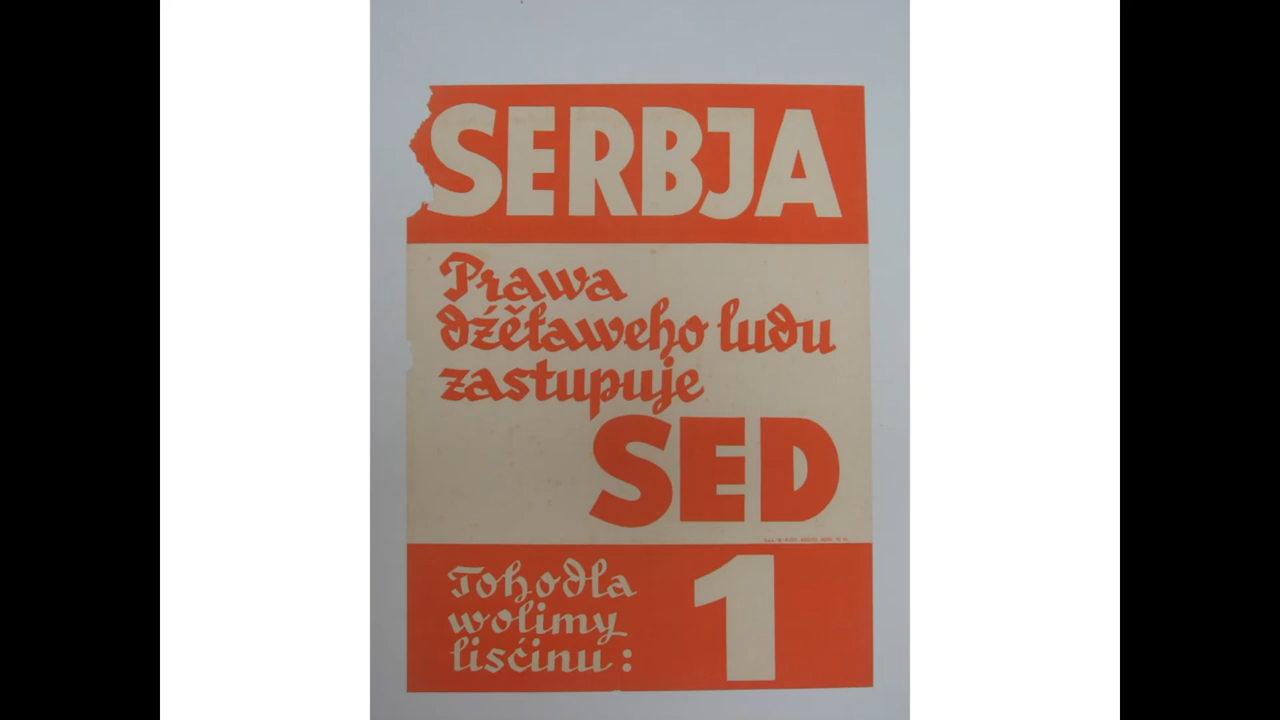 SERBJA
Prawa
dźěławeho ludu
zastupuje
SED
Tohodla
wolimy
lisćinu:
1